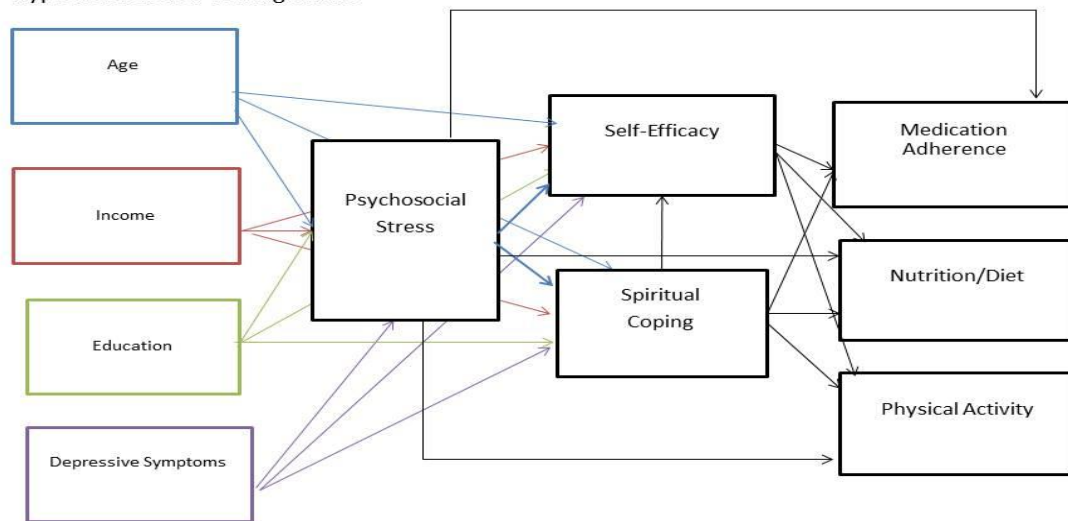 Age
Income
Education
Depressive Symptoms
Psychosocial
Stress
Self-Efficacy
Spiritual
Coping
Medication
Adherence
Nutrition/Diet
Physical Activity